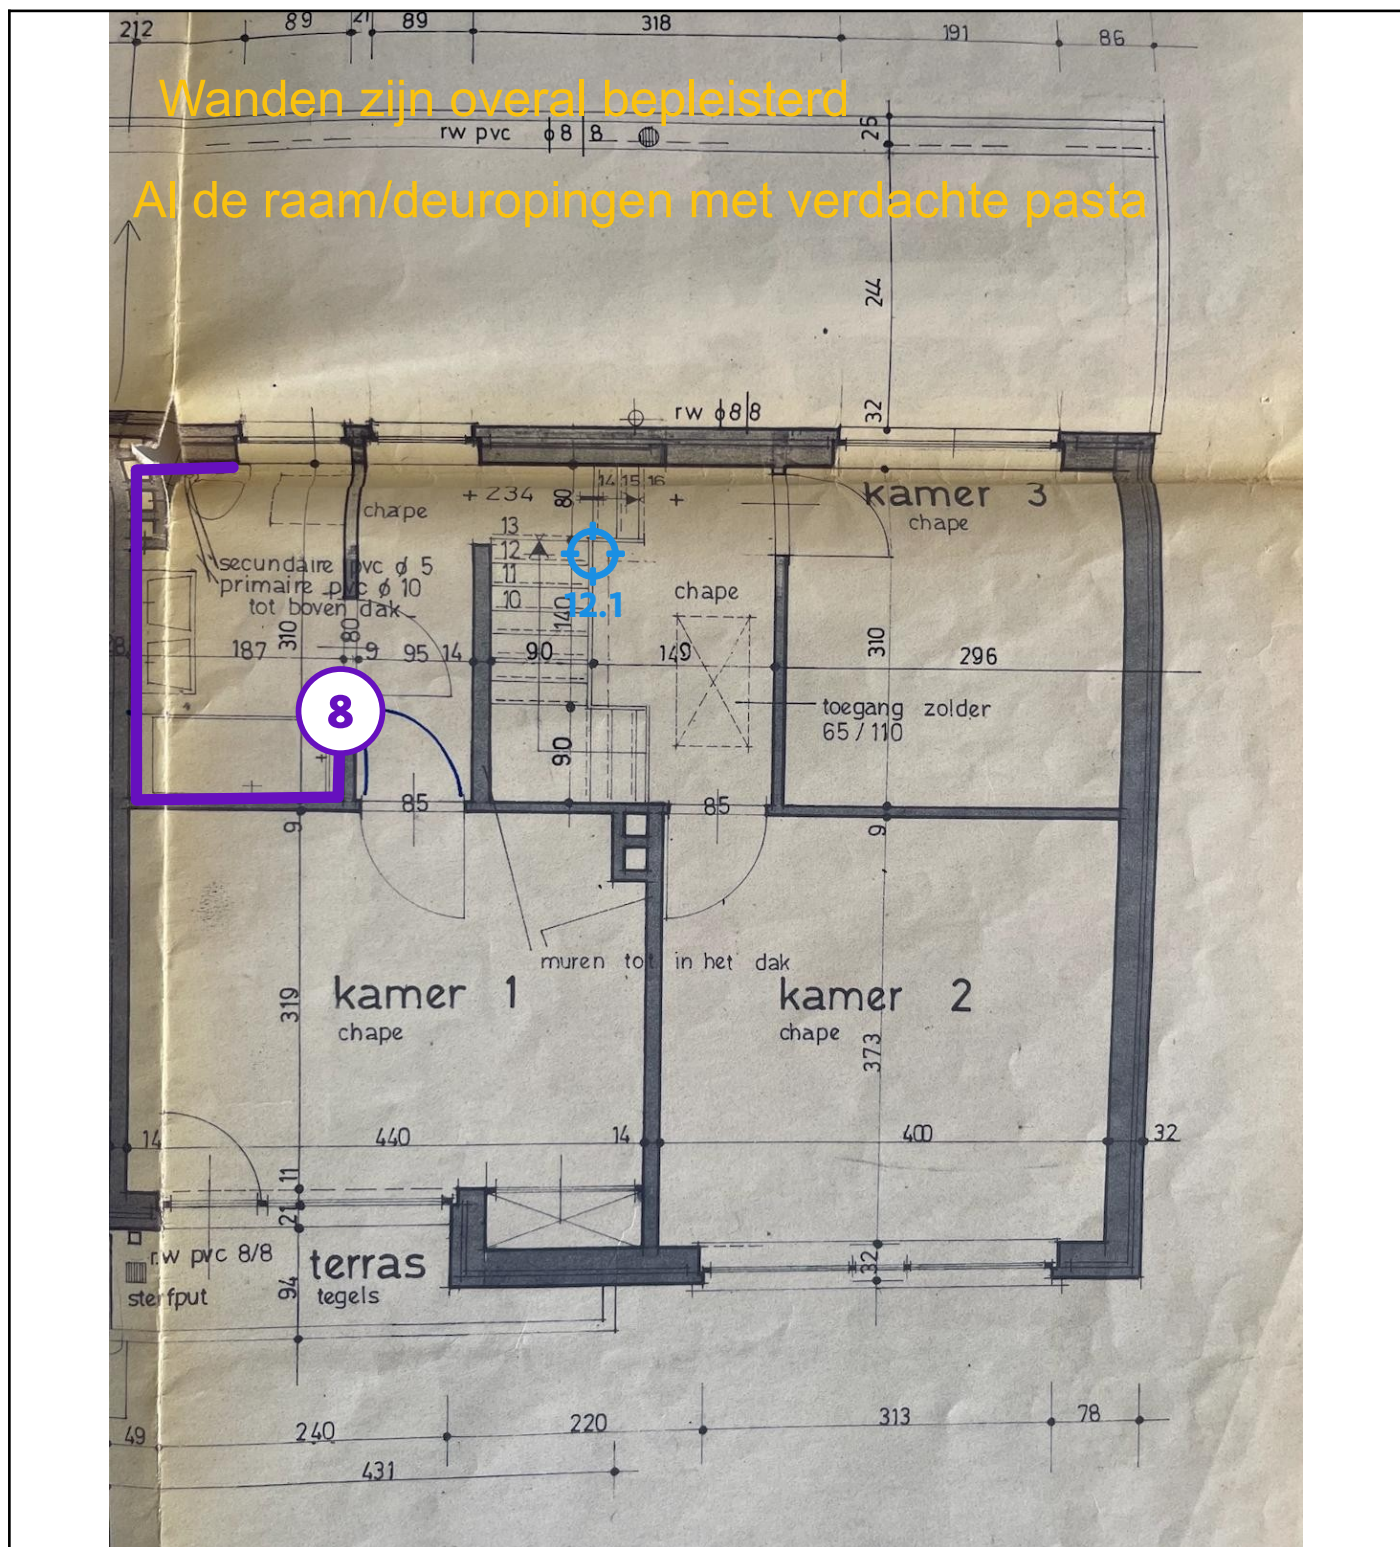 212 89 21 89 318 191 86
Wanden zijn overal bepleisterd
rw pvc ϕ8 8
25
Al de raam/deuropingen met verdachte pasta
244
32
rw ϕ8 8
+ 234
80
14 15 16
+
kamer 3
chape
chape
13
12
11
10
secundaire pvc ϕ 5
primaire pvc ϕ 10
tot boven dak
12.1
140
chape
310
80
310
187 9 95 14 90 149 296
8
toegang zolder
65/110
90
85 85
9
9
muren tot in het dak
kamer 1
chape
kamer 2
chape
319
373
14 440 14 400 32
11
21
rw pvc 8/8
terras
tegels
sterfput
94
32
49 240 220 313 78
431